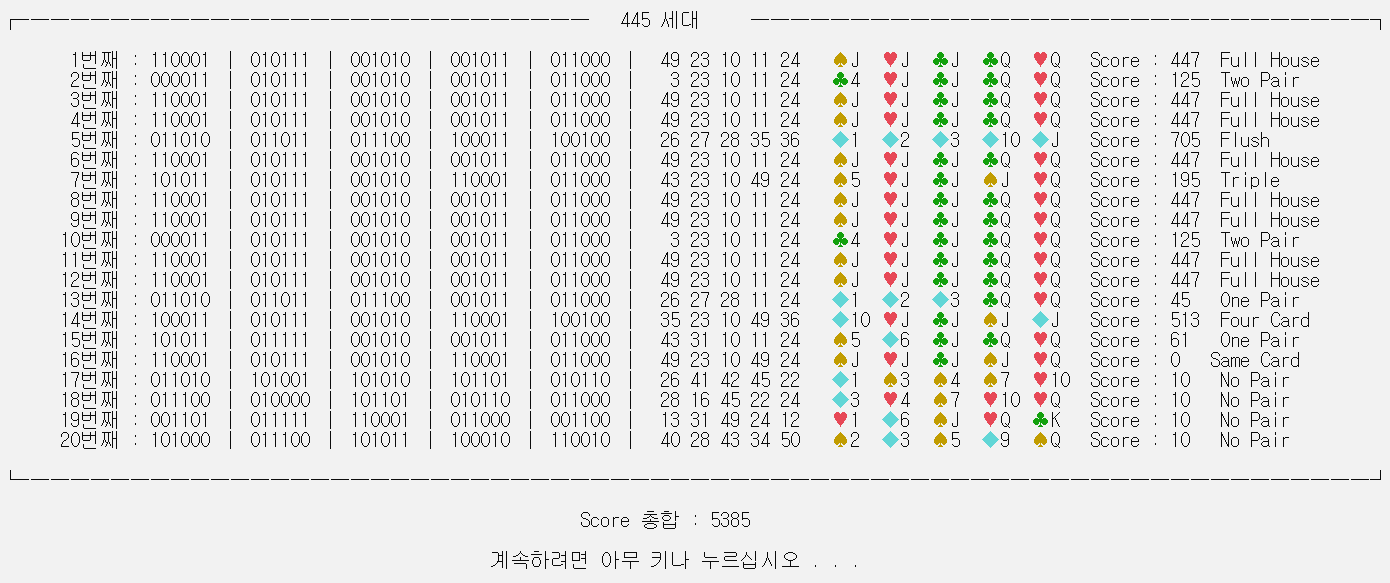 445 세대
1번째 : 110001 | 010111 | 001010 | 001011 | 011000 | 49 23 10 11 24 ♠J ♥J ♣J ♣Q ♥Q Score : 447 Full House
2번째 : 000011 | 010111 | 001010 | 001011 | 011000 | 3 23 10 11 24 ♣4 ♥J ♣J ♣Q ♥Q Score : 125 Two Pair
3번째 : 110001 | 010111 | 001010 | 001011 | 011000 | 49 23 10 11 24 ♠J ♥J ♣J ♣Q ♥Q Score : 447 Full House
4번째 : 110001 | 010111 | 001010 | 001011 | 011000 | 49 23 10 11 24 ♠J ♥J ♣J ♣Q ♥Q Score : 447 Full House
5번째 : 011010 | 011011 | 011100 | 100011 | 100100 | 26 27 28 35 36 ◆1 ◆2 ◆3 ◆10 ◆J Score : 705 Flush
6번째 : 110001 | 010111 | 001010 | 001011 | 011000 | 49 23 10 11 24 ♠J ♥J ♣J ♣Q ♥Q Score : 447 Full House
7번째 : 101011 | 010111 | 001010 | 110001 | 011000 | 43 23 10 49 24 ♠5 ♥J ♣J ♠J ♥Q Score : 195 Triple
8번째 : 110001 | 010111 | 001010 | 001011 | 011000 | 49 23 10 11 24 ♠J ♥J ♣J ♣Q ♥Q Score : 447 Full House
9번째 : 110001 | 010111 | 001010 | 001011 | 011000 | 49 23 10 11 24 ♠J ♥J ♣J ♣Q ♥Q Score : 447 Full House
10번째 : 000011 | 010111 | 001010 | 001011 | 011000 | 3 23 10 11 24 ♣4 ♥J ♣J ♣Q ♥Q Score : 125 Two Pair
11번째 : 110001 | 010111 | 001010 | 001011 | 011000 | 49 23 10 11 24 ♠J ♥J ♣J ♣Q ♥Q Score : 447 Full House
12번째 : 110001 | 010111 | 001010 | 001011 | 011000 | 49 23 10 11 24 ♠J ♥J ♣J ♣Q ♥Q Score : 447 Full House
13번째 : 011010 | 011011 | 011100 | 001011 | 011000 | 26 27 28 11 24 ◆1 ◆2 ◆3 ♣Q ♥Q Score : 45 One Pair
14번째 : 100011 | 010111 | 001010 | 110001 | 100100 | 35 23 10 49 36 ◆10 ♥J ♣J ♠J ◆J Score : 513 Four Card
15번째 : 101011 | 011111 | 001010 | 001011 | 011000 | 43 31 10 11 24 ♠5 ◆6 ♣J ♣Q ♥Q Score : 61 One Pair
16번째 : 110001 | 010111 | 001010 | 110001 | 011000 | 49 23 10 49 24 ♠J ♥J ♣J ♠J ♥Q Score : 0 Same Card
17번째 : 011010 | 101001 | 101010 | 101101 | 010110 | 26 41 42 45 22 ◆1 ♠3 ♠4 ♠7 ♥10 Score : 10 No Pair
18번째 : 011100 | 010000 | 101101 | 010110 | 011000 | 28 16 45 22 24 ◆3 ♥4 ♠7 ♥10 ♥Q Score : 10 No Pair
19번째 : 001101 | 011111 | 110001 | 011000 | 001100 | 13 31 49 24 12 ♥1 ◆6 ♠J ♥Q ♣K Score : 10 No Pair
20번째 : 101000 | 011100 | 101011 | 100010 | 110010 | 40 28 43 34 50 ♠2 ◆3 ♠5 ◆9 ♠Q Score : 10 No Pair
Score 총합 : 5385
계속하려면 아무 키나 누르십시오 . . .